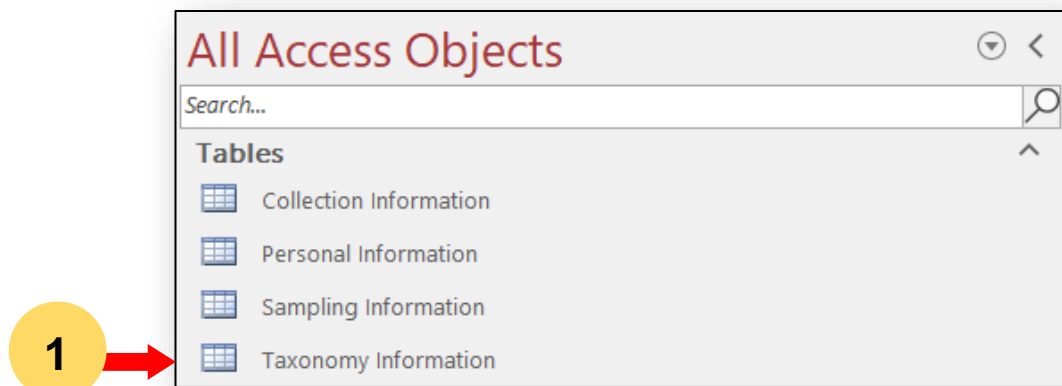 All Access Objects
Search...
Tables
Collection Information
Personal Information
Sampling Information
1
Taxonomy Information